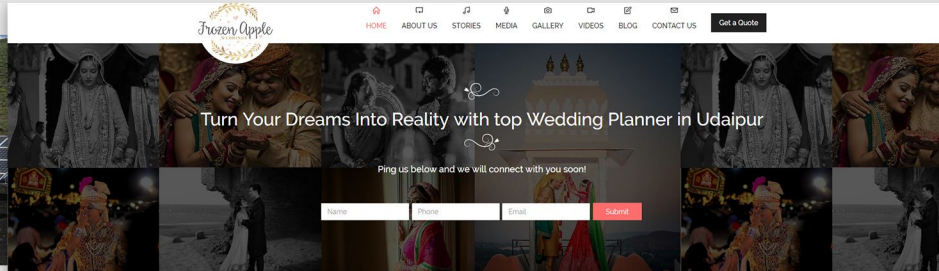 Frozen Apple
HOME ABOUT US STORIES MEDIA GALLERY VIDEOS BLOG CONTACT US
Get a Quote
Turn Your Dreams Into Reality with top Wedding Planner in Udaipur
Ping us below and we will connect with you soon!
Name Phone Email Submit